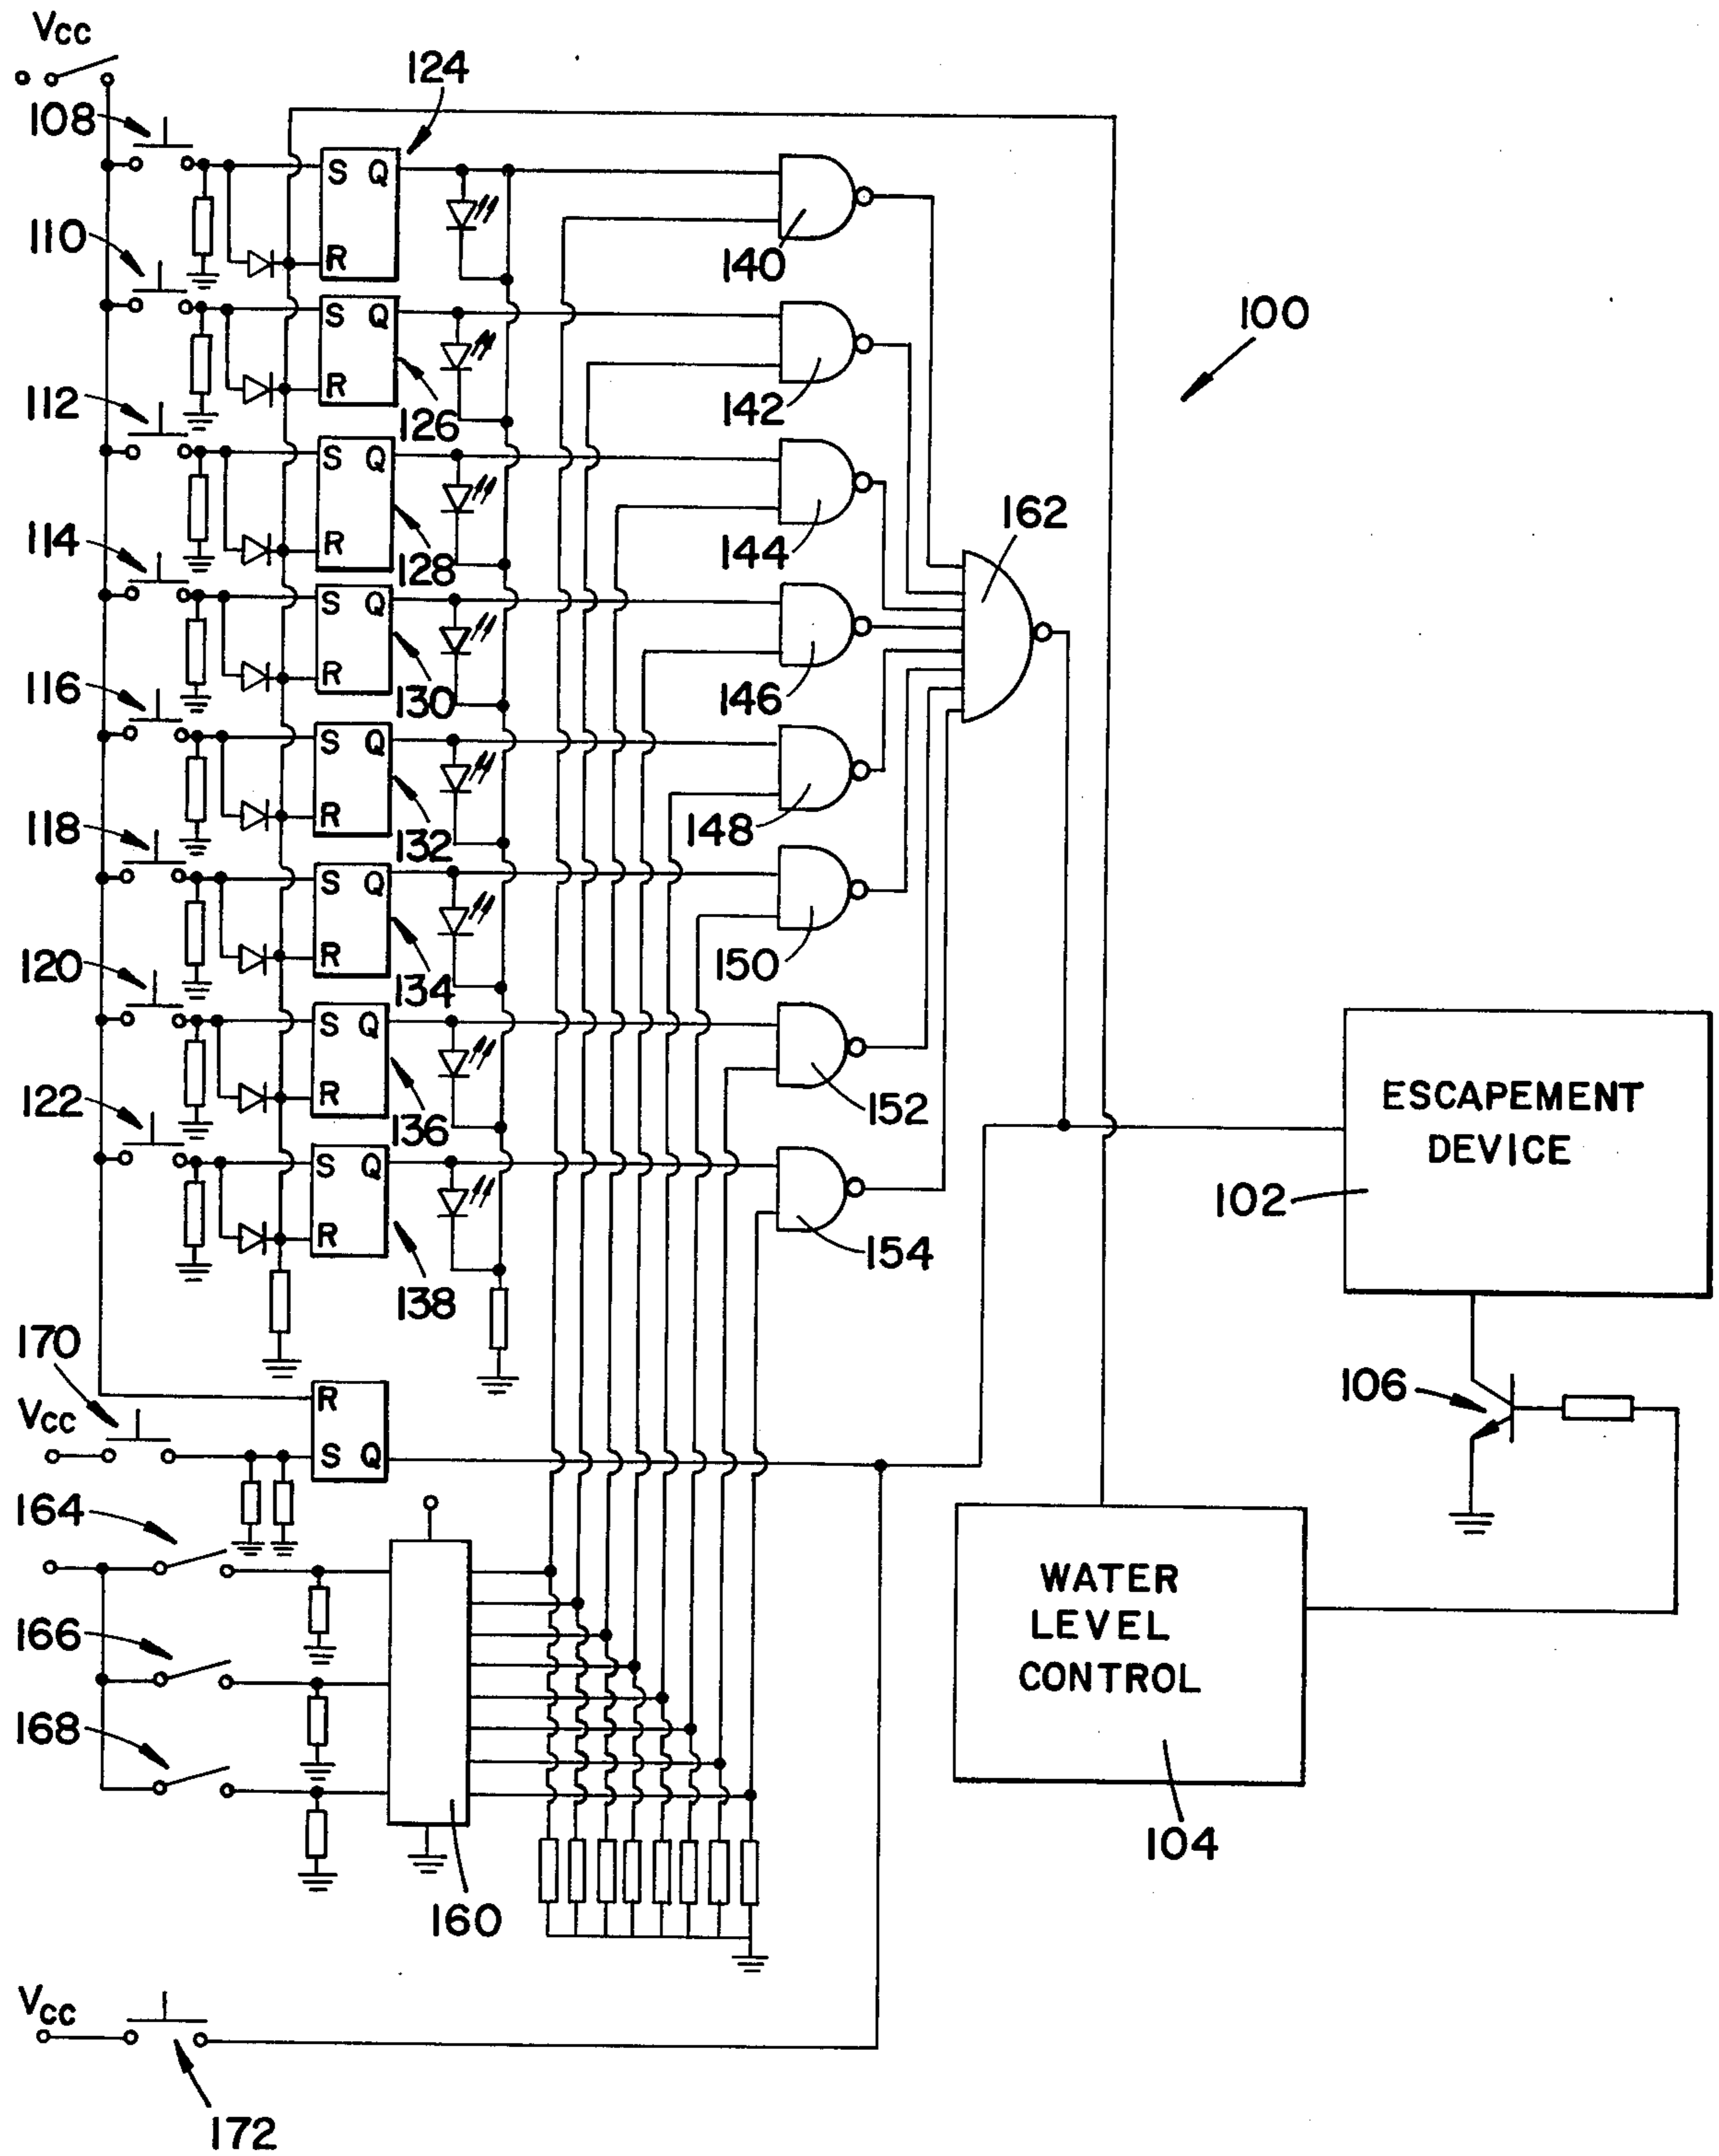 Vcc
124
108
S Q
R
140
110
S Q
R
126
142
100
112
S Q
R
128
144
162
114
S Q
R
130
146
116
S Q
R
132
148
118
S Q
R
134
150
120
S Q
R
136
152
ESCAPEMENT
DEVICE
102
122
S Q
R
138
154
170
Vcc
R
S Q
106
164
166
168
160
WATER
LEVEL
CONTROL
104
Vcc
172